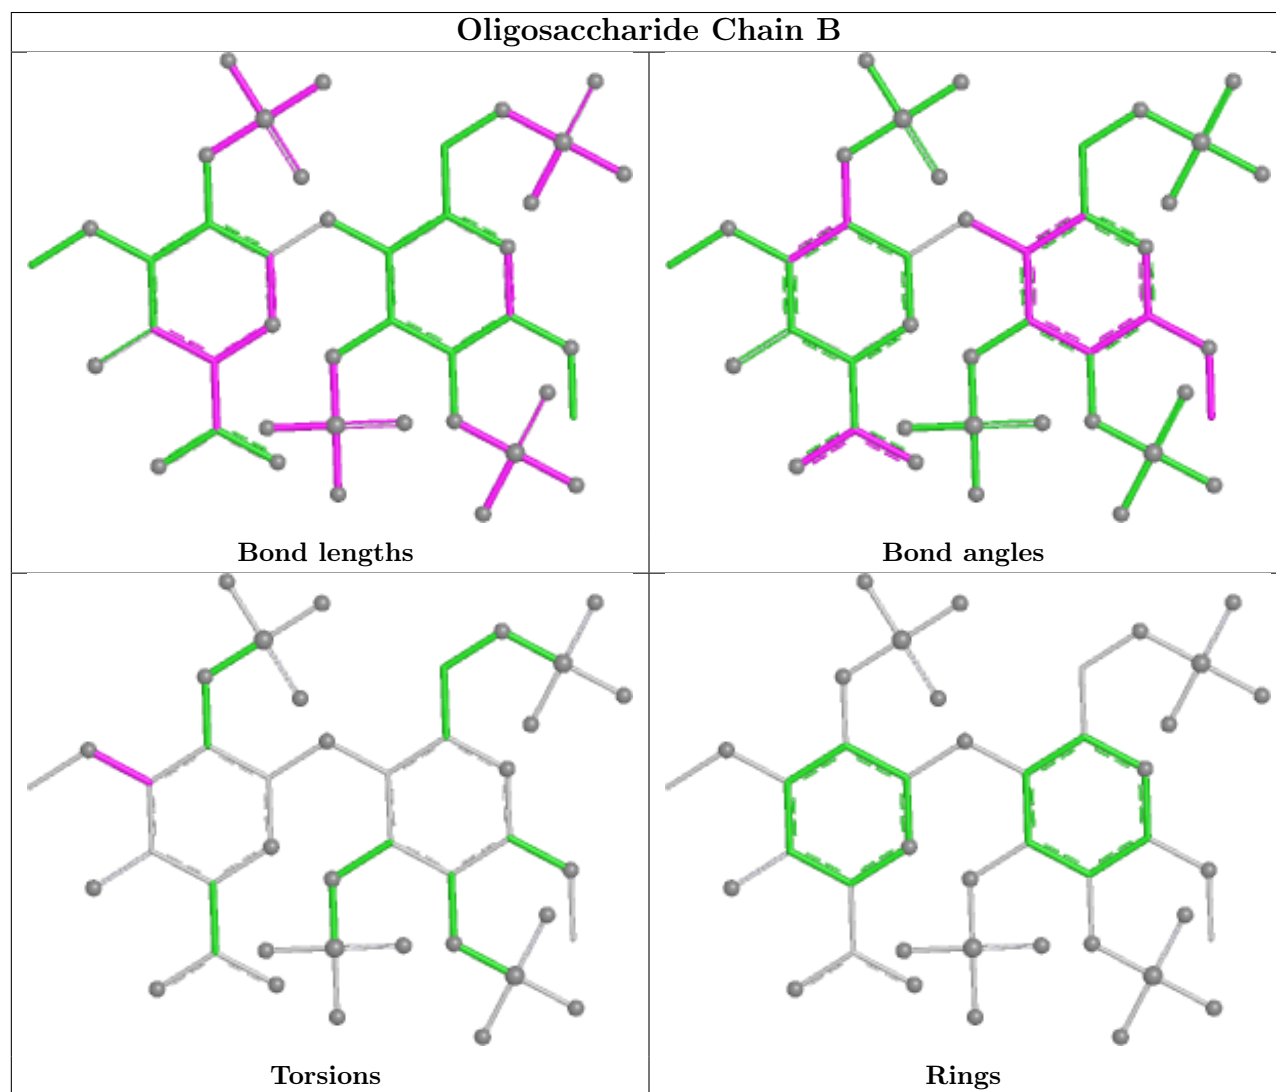 Oligosaccharide Chain B
Bond lengths
Bond angles
Torsions
Rings